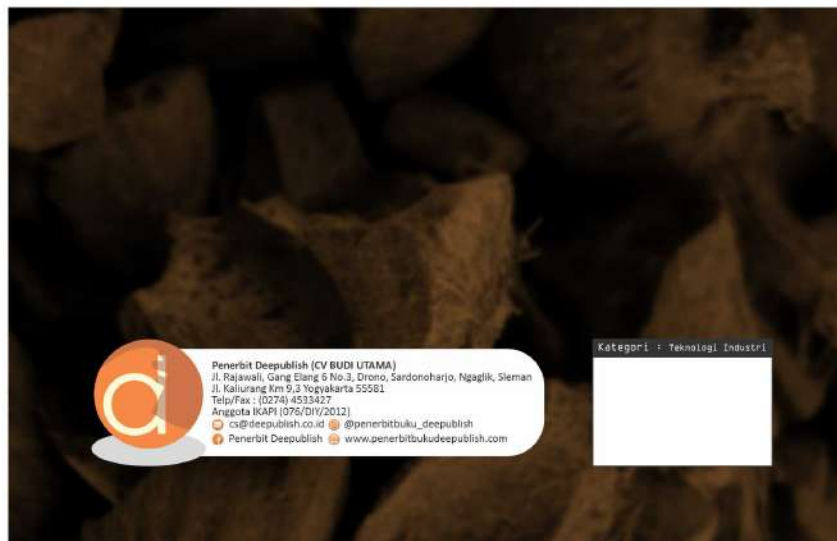 Penerbit Deepublish (CV BUDI UTAMA)
Jl. Rajawali, Gang Elang 6 No.3, Drono, Sardonoharjo, Ngaglik, Sleman
Jl. Kaliurang Km 9,3 Yogyakarta 55581
Telp/Fax : (0274) 4533427
Anggota IKAPI (076/DIY/2012)
cs@deepublish.co.id @penerbitbuku_deepublish
Penerbit Deepublish www.penerbitbukudeepublish.com
Kategori : Teknologi Industri